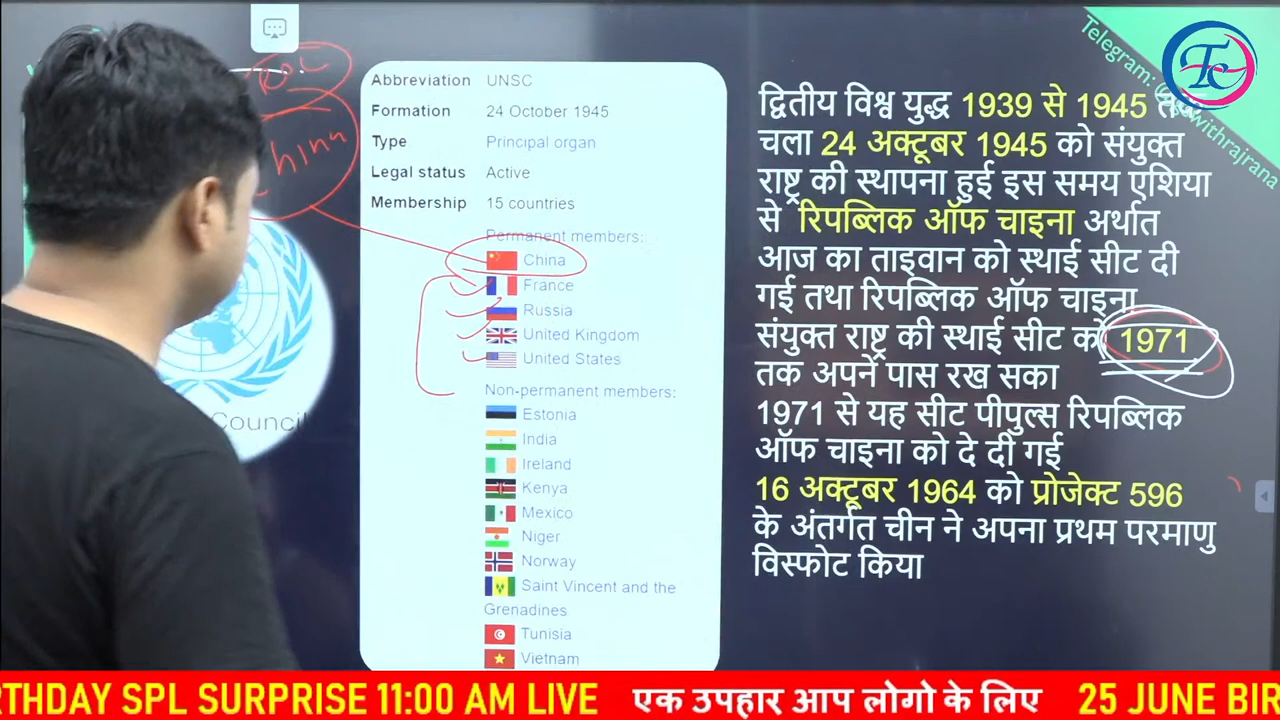 ROC
China
Council
Abbreviation UNSC
Formation 24 October 1945
Type Principal organ
Legal status Active
Membership 15 countries
Permanent members:
China
France
Russia
United Kingdom
United States
Non-permanent members:
Estonia
India
Ireland
Kenya
Mexico
Niger
Norway
Saint Vincent and the
Grenadines
Tunisia
Vietnam
द्वितीय विश्व युद्ध 1939 से 1945 तक
चला 24 अक्टूबर 1945 को संयुक्त
राष्ट्र की स्थापना हुई इस समय एशिया
से रिपब्लिक ऑफ चाइना अर्थात
आज का ताइवान को स्थाई सीट दी
गई तथा रिपब्लिक ऑफ चाइना
संयुक्त राष्ट्र की स्थाई सीट को 1971
तक अपने पास रख सका
1971 से यह सीट पीपुल्स रिपब्लिक
ऑफ चाइना को दे दी गई
16 अक्टूबर 1964 को प्रोजेक्ट 596
के अंतर्गत चीन ने अपना प्रथम परमाणु
विस्फोट किया
Telegram:
Tc
RTHDAY SPL SURPRISE 11:00 AM LIVE एक उपहार आप लोगो के लिए 25 JUNE BIR